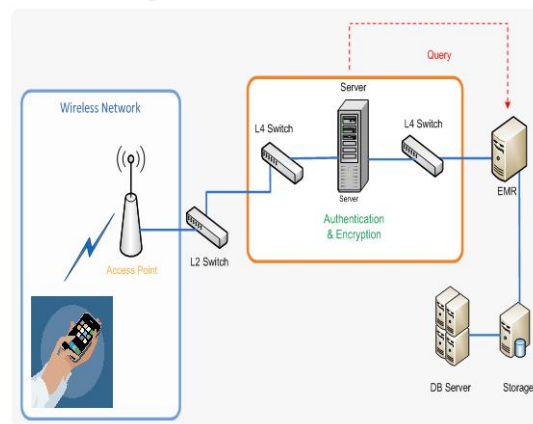 Query
Wireless Network
Server
L4 Switch
L4 Switch
Server
EMR
Authentication
& Encryption
L2 Switch
Access Point
DB Server
Storage